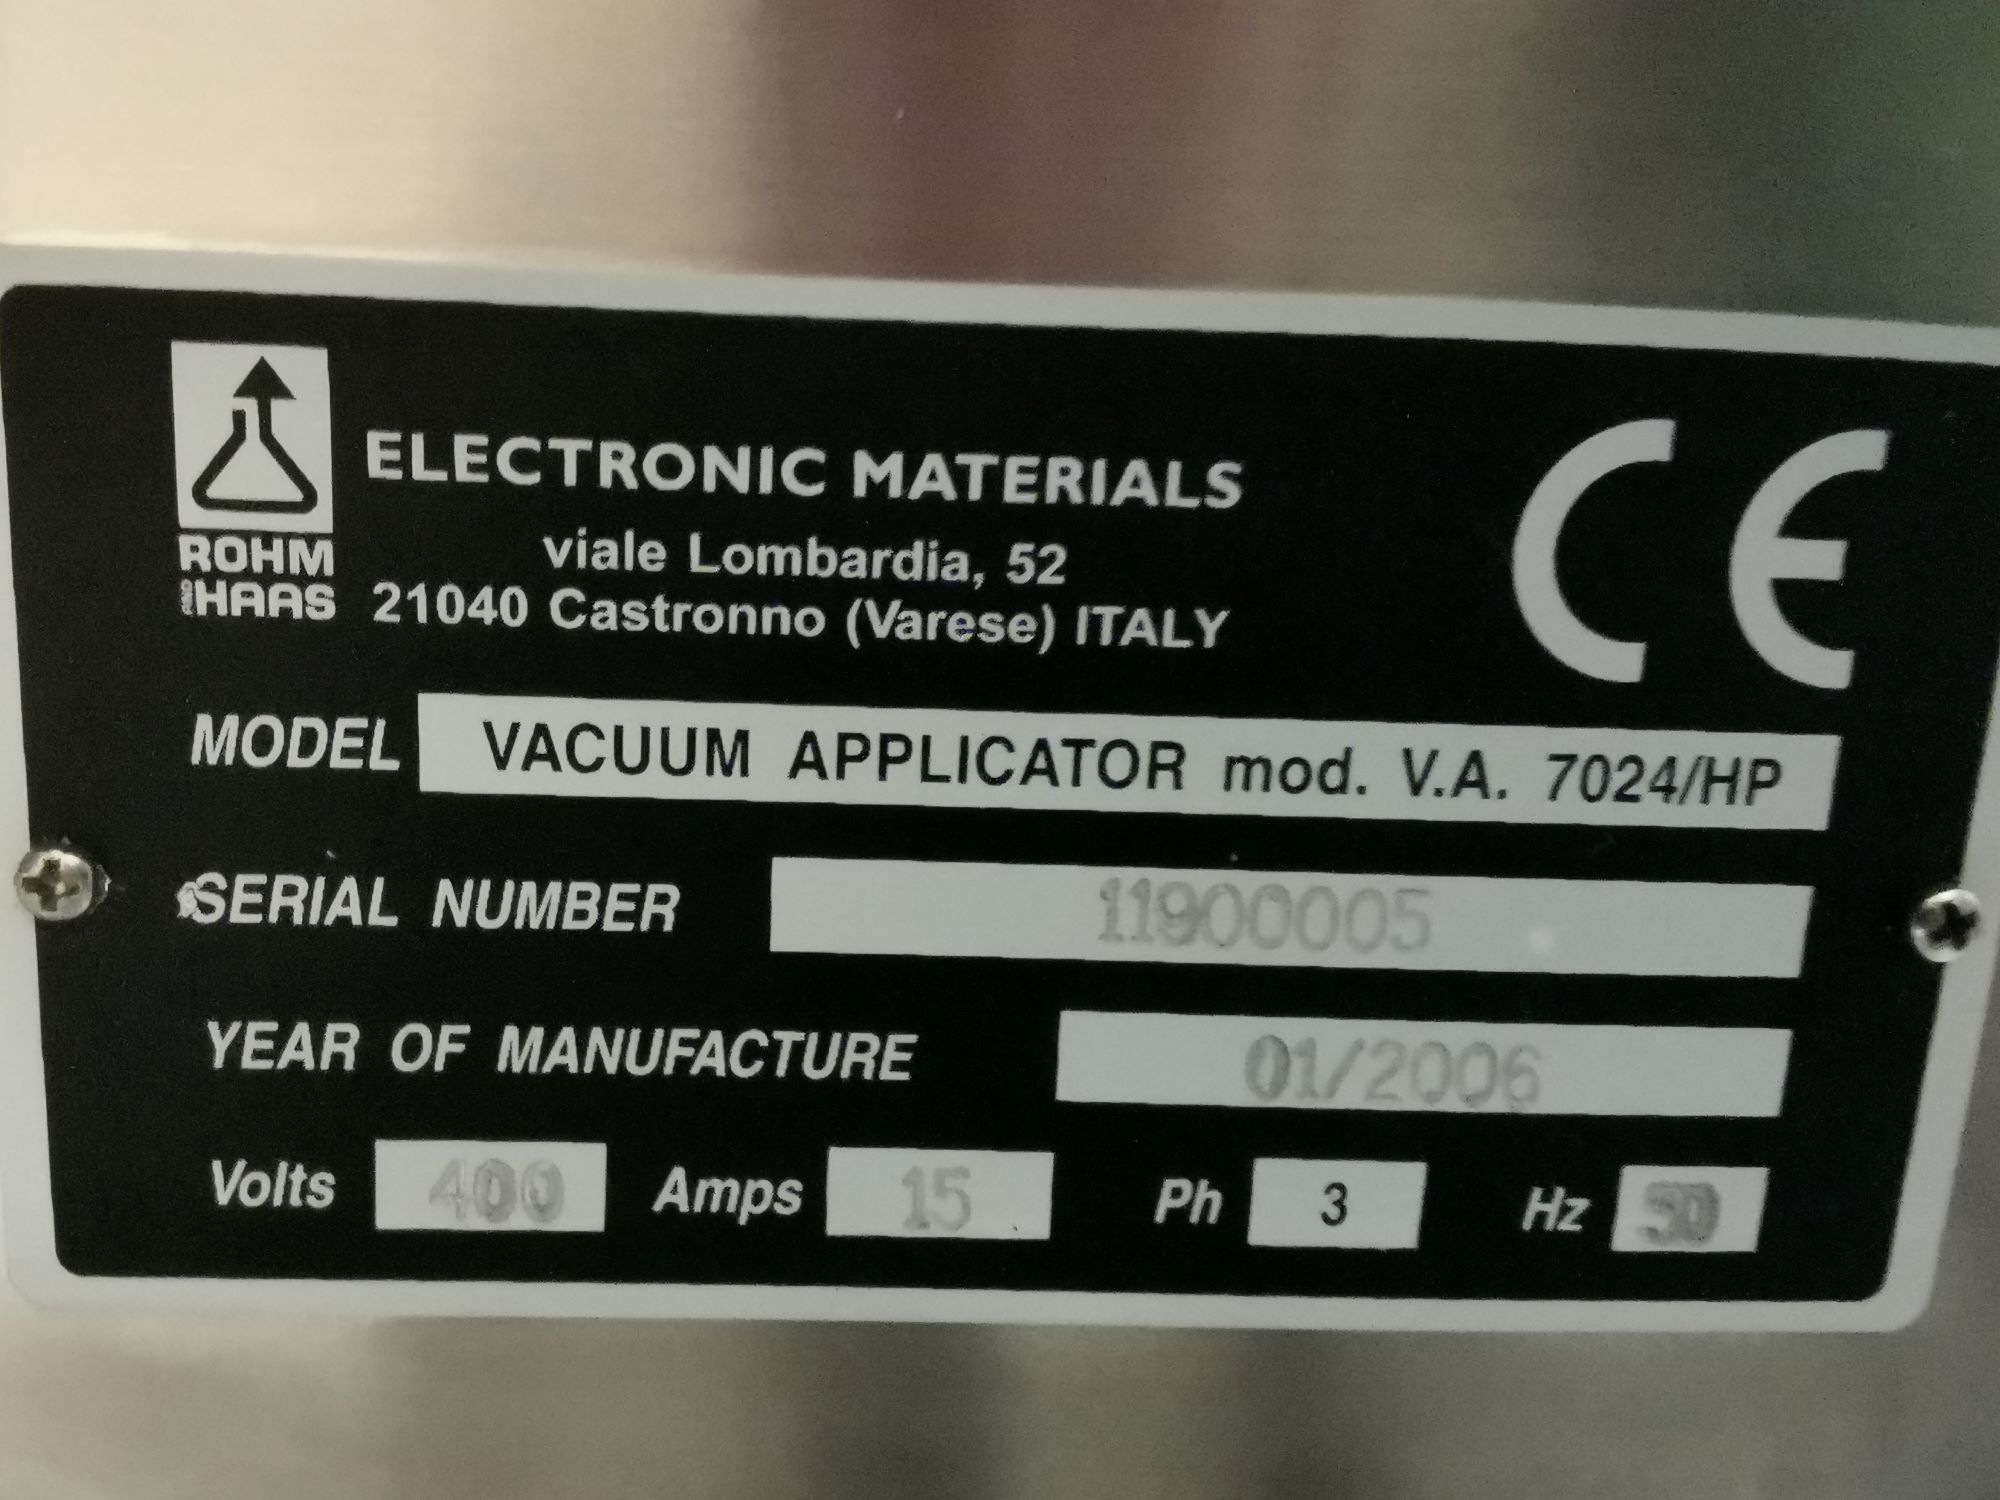 ELECTRONIC MATERIALS
viale Lombardia, 52
21040 Castronno (Varese) ITALY
ROHM
AND HAAS
CE
MODEL VACUUM APPLICATOR mod. V.A. 7024/HP
SERIAL NUMBER 11900005
YEAR OF MANUFACTURE 01/2006
Volts 400 Amps 15 Ph 3 Hz 50